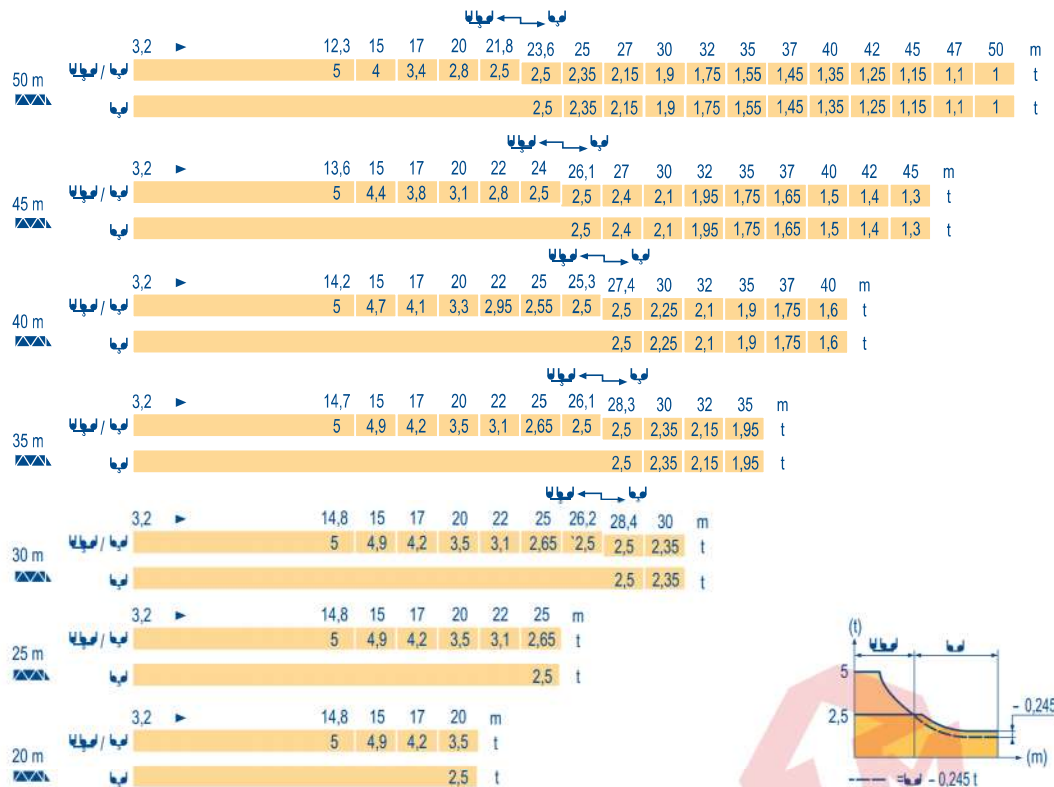 3,2 ► 12,3 15 17 20 21,8 23,6 25 27 30 32 35 37 40 42 45 47 50 m
50 m / 5 4 3,4 2,8 2,5 2,5 2,35 2,15 1,9 1,75 1,55 1,45 1,35 1,25 1,15 1,1 1 t
2,5 2,35 2,15 1,9 1,75 1,55 1,45 1,35 1,25 1,15 1,1 1 t
3,2 ► 13,6 15 17 20 22 24 26,1 27 30 32 35 37 40 42 45 m
45 m / 5 4,4 3,8 3,1 2,8 2,5 2,5 2,4 2,1 1,95 1,75 1,65 1,5 1,4 1,3 t
2,5 2,4 2,1 1,95 1,75 1,65 1,5 1,4 1,3 t
3,2 ► 14,2 15 17 20 22 25 25,3 27,4 30 32 35 37 40 m
40 m / 5 4,7 4,1 3,3 2,95 2,55 2,5 2,5 2,25 2,1 1,9 1,75 1,6 t
2,5 2,25 2,1 1,9 1,75 1,6 t
3,2 ► 14,7 15 17 20 22 25 26,1 28,3 30 32 35 m
35 m / 5 4,9 4,2 3,5 3,1 2,65 2,5 2,5 2,35 2,15 1,95 t
2,5 2,35 2,15 1,95 t
3,2 ► 14,8 15 17 20 22 25 26,2 28,4 30 m
30 m / 5 4,9 4,2 3,5 3,1 2,65 `2,5 2,5 2,35 t
2,5 2,35 t
3,2 ► 14,8 15 17 20 22 25 m
25 m / 5 4,9 4,2 3,5 3,1 2,65 t
2,5 t
3,2 ► 14,8 15 17 20 m
20 m / 5 4,9 4,2 3,5 t
2,5 t
(t)
5
2,5
- 0,245
(m)
= - 0,245 t